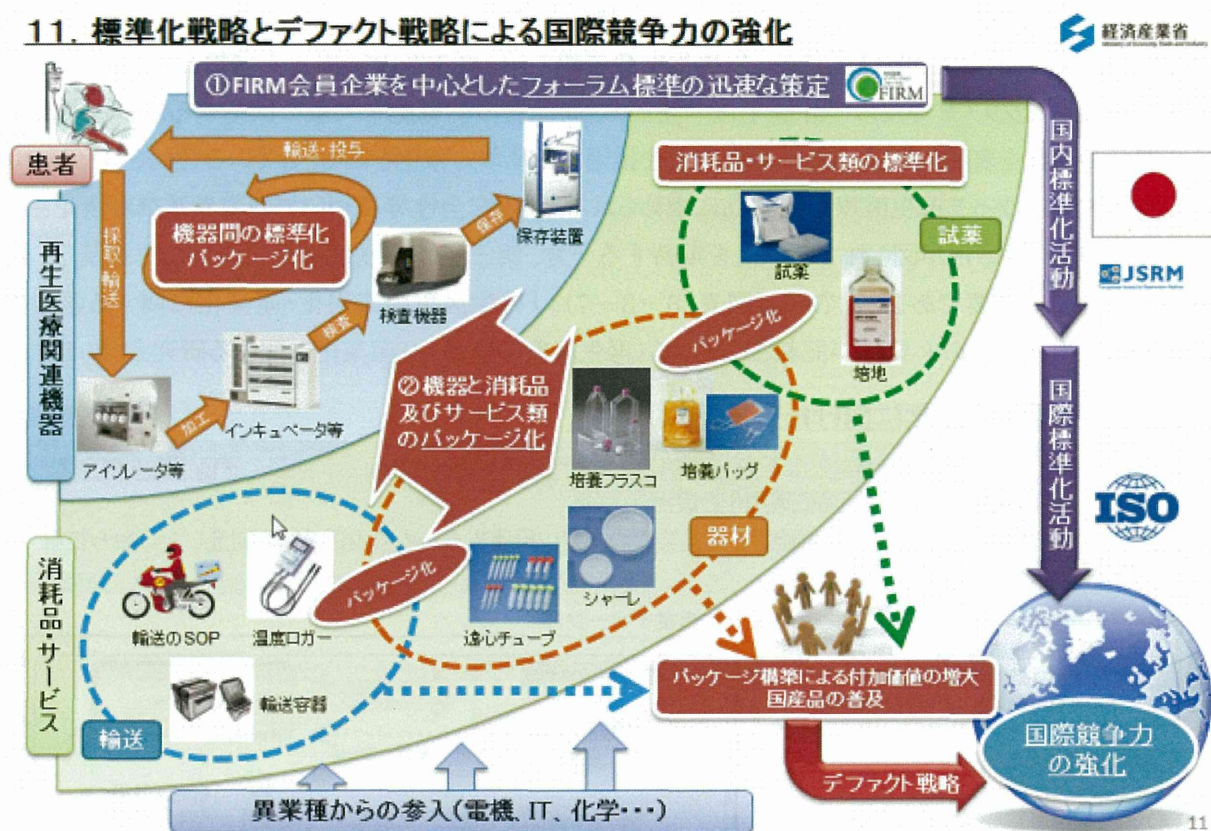 11. 標準化戦略とデファクト戦略による国際競争力の強化
経済産業省
①FIRM会員企業を中心としたフォーラム標準の迅速な策定
FIRM
患者
輸送・投与
採取・輸送
機器間の標準化
パッケージ化
保存
保存装置
検査機器
検査
インキュベータ等
加工
アイソレータ等
再生医療関連機器
消耗品・サービス類の標準化
試薬
試薬
培地
パッケージ化
②機器と消耗品
及びサービス類
のパッケージ化
培養フラスコ
培養バッグ
器材
シャーレ
遠心チューブ
パッケージ化
消耗品・サービス
輸送のSOP
温度ロガー
輸送容器
輸送
国内標準化活動
JSRM
国際標準化活動
ISO
パッケージ構築による付加価値の増大
国産品の普及
デファクト戦略
国際競争力
の強化
異業種からの参入(電機、IT、化学・・・)
11